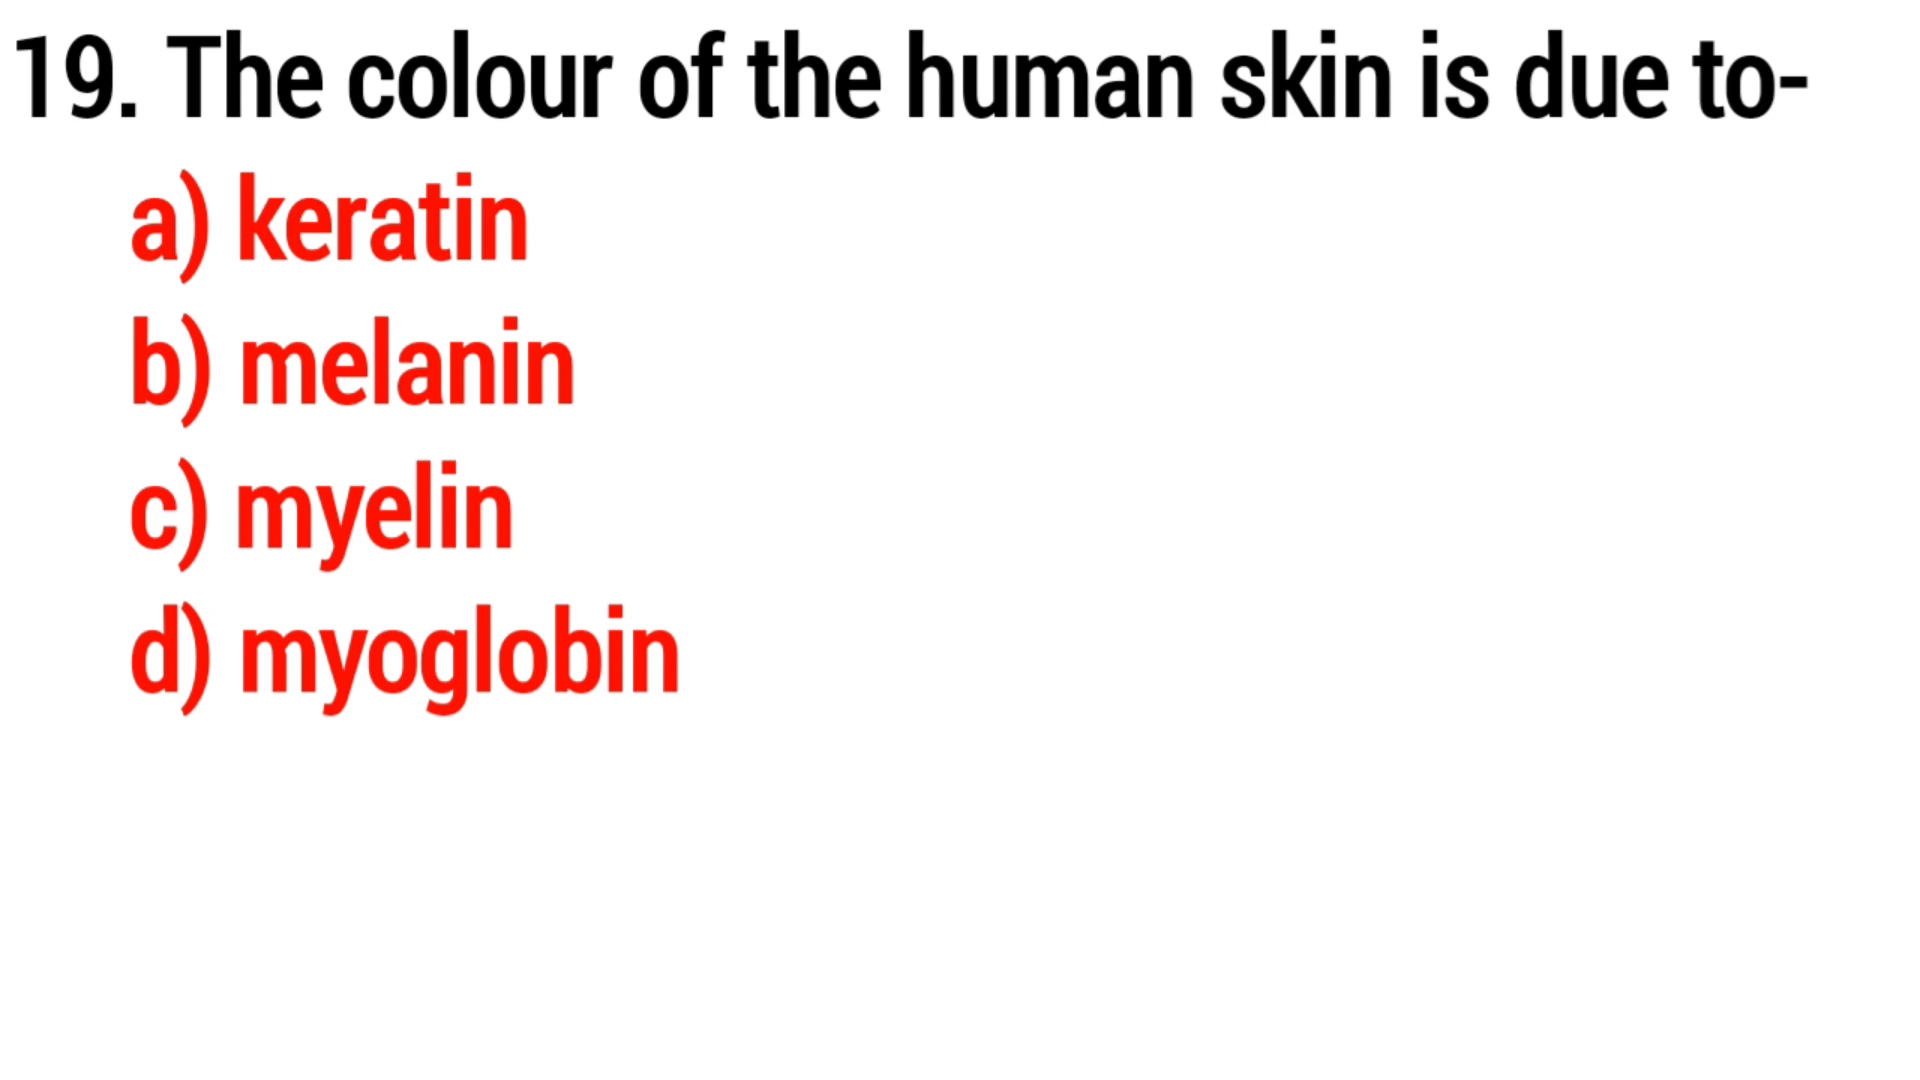 19. The colour of the human skin is due to-
a) keratin
b) melanin
c) myelin
d) myoglobin